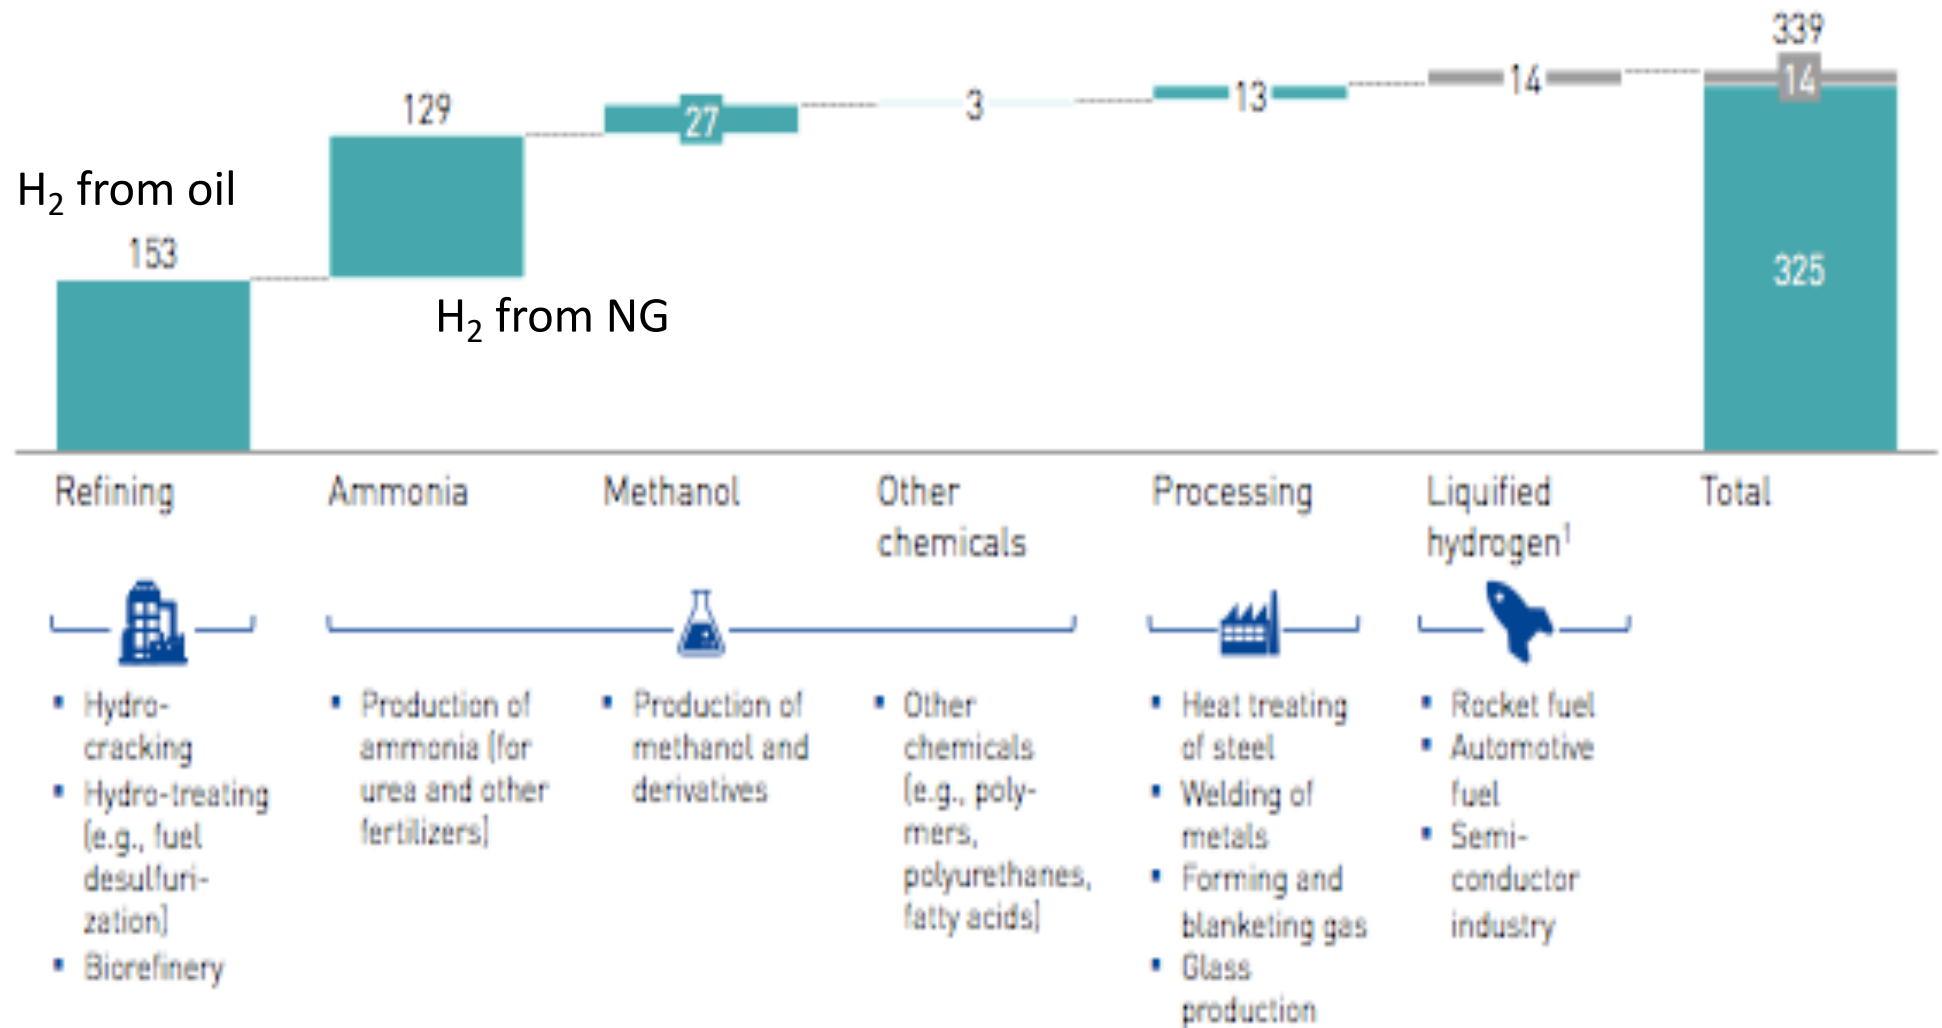 339
14
14
129
13
27
3
H₂ from oil
153
325
H₂ from NG
Refining
Ammonia
Methanol
Other
chemicals
Processing
Liquified
hydrogen¹
Total
▪ Hydro-
cracking
▪ Hydro-treating
(e.g., fuel
desulfuri-
zation)
▪ Biorefinery
▪ Production of
ammonia (for
urea and other
fertilizers)
▪ Production of
methanol and
derivatives
▪ Other
chemicals
(e.g., poly-
mers,
polyurethanes,
fatty acids)
▪ Heat treating
of steel
▪ Welding of
metals
▪ Forming and
blanketing gas
▪ Glass
production
▪ Rocket fuel
▪ Automotive
fuel
▪ Semi-
conductor
industry